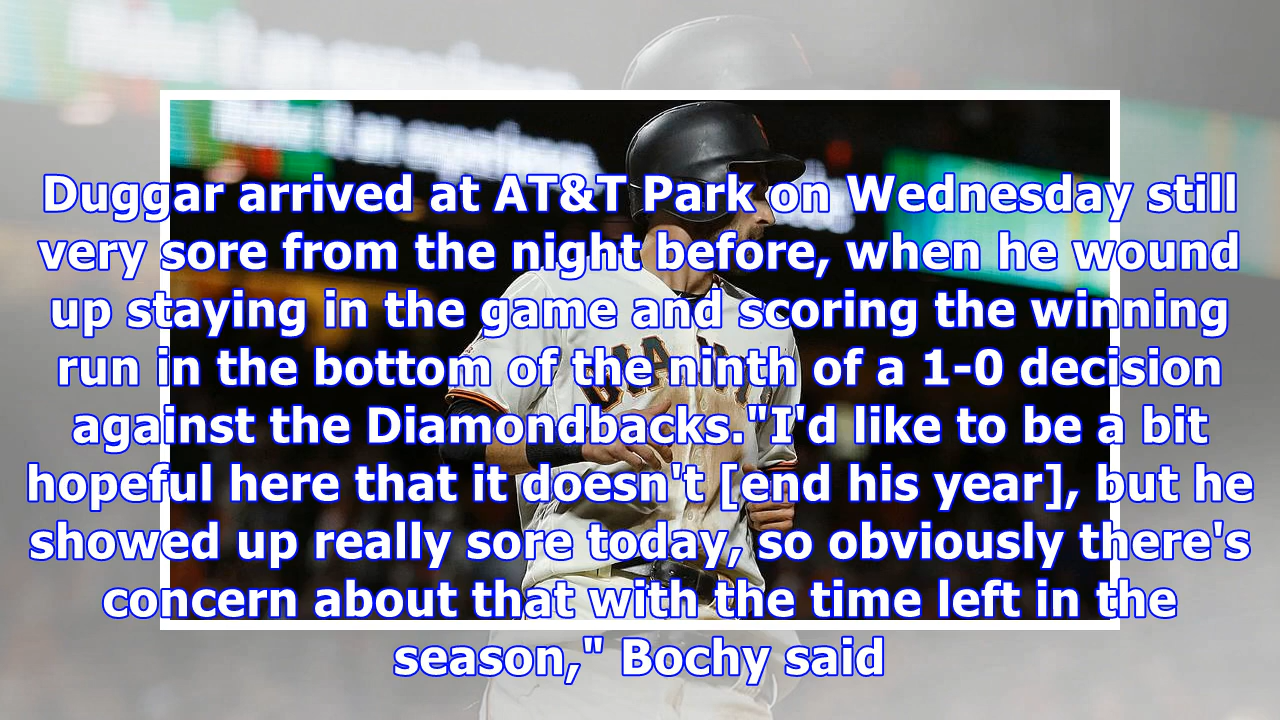 Duggar arrived at AT&T Park on Wednesday still
very sore from the night before, when he wound
up staying in the game and scoring the winning
run in the bottom of the ninth of a 1-0 decision
against the Diamondbacks."I'd like to be a bit
hopeful here that it doesn't [end his year], but he
showed up really sore today, so obviously there's
concern about that with the time left in the
season," Bochy said
GIANTS